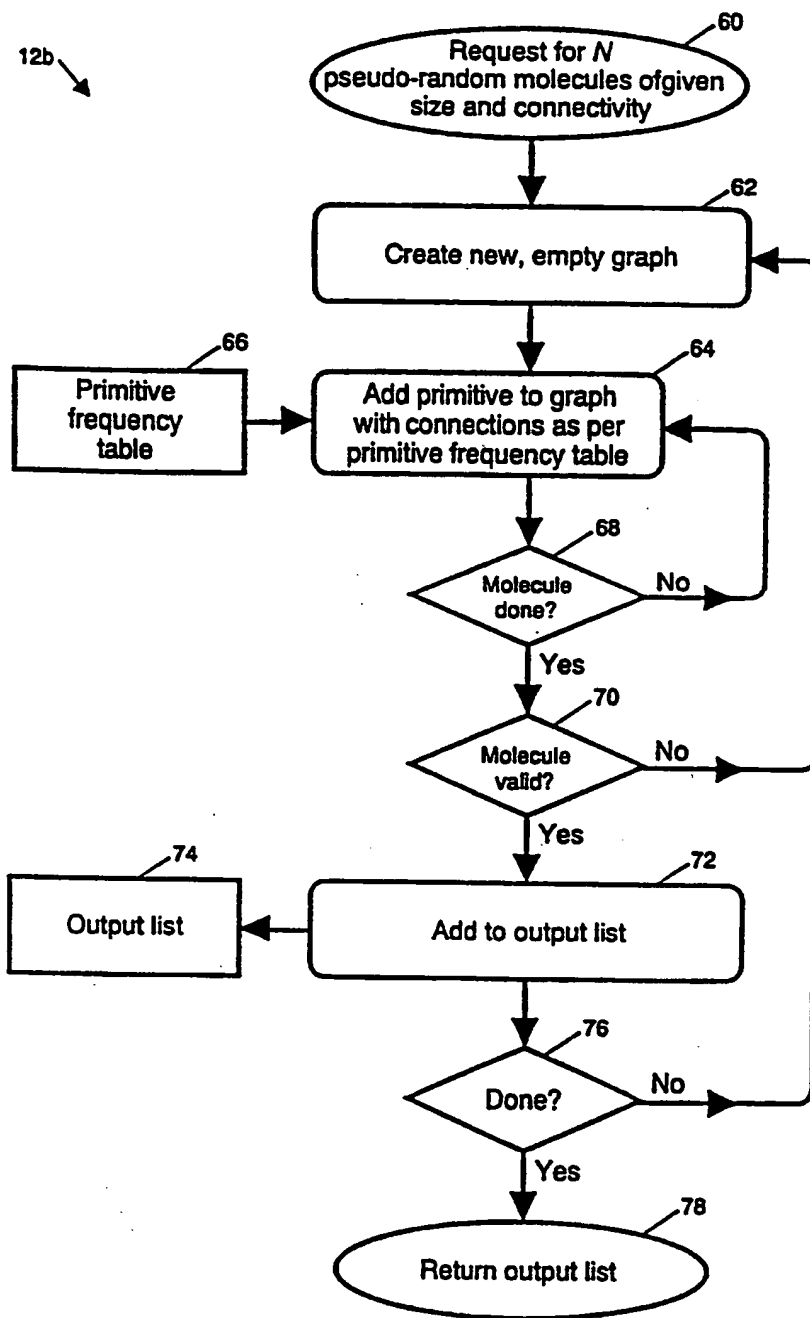 12b
60
Request for N
pseudo-random molecules ofgiven
size and connectivity
62
Create new, empty graph
66
Primitive
frequency
table
64
Add primitive to graph
with connections as per
primitive frequency table
68
Molecule
done?
No
Yes
70
Molecule
valid?
No
Yes
74
Output list
72
Add to output list
76
Done?
No
Yes
78
Return output list